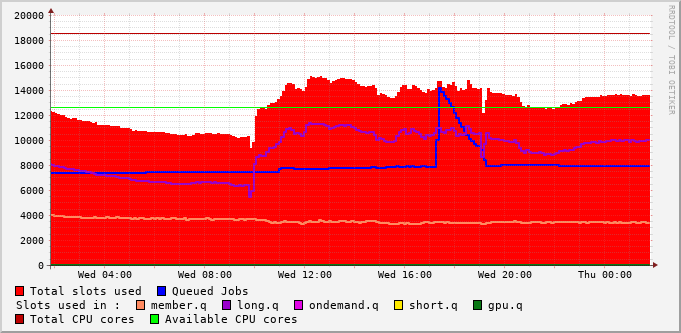 20000
18000
16000
14000
12000
10000
8000
6000
4000
2000
0
Wed 04:00 Wed 08:00 Wed 12:00 Wed 16:00 Wed 20:00 Thu 00:00
Total slots used Queued Jobs
Slots used in : member.q long.q ondemand.q short.q gpu.q
Total CPU cores Available CPU cores
RRDTOOL / TOBI OETIKER